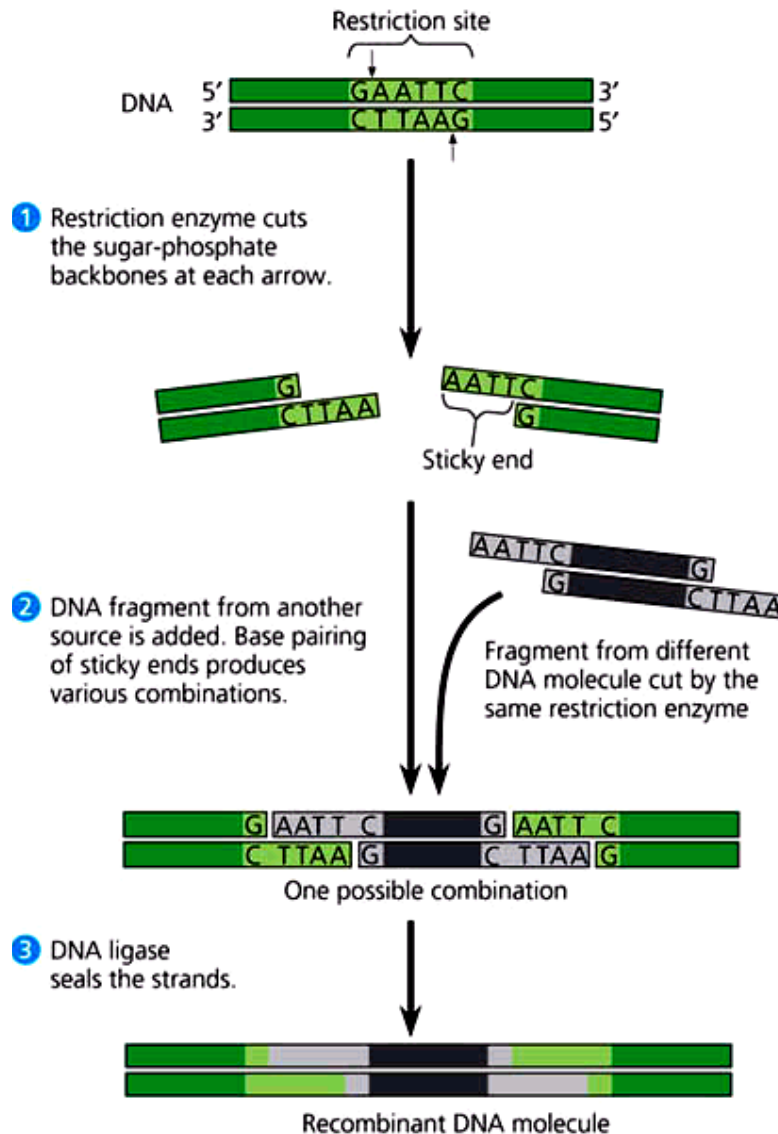 Restriction site
DNA 5′ GAATTC 3′
3′ CTTAAG 5′
1 Restriction enzyme cuts
the sugar-phosphate
backbones at each arrow.
G AATTC
CTTAA G
Sticky end
AATTC G
G CTTAA
2 DNA fragment from another
source is added. Base pairing
of sticky ends produces
various combinations.
Fragment from different
DNA molecule cut by the
same restriction enzyme
G AATT C G AATT C
C TTAA G C TTAA G
One possible combination
3 DNA ligase
seals the strands.
Recombinant DNA molecule